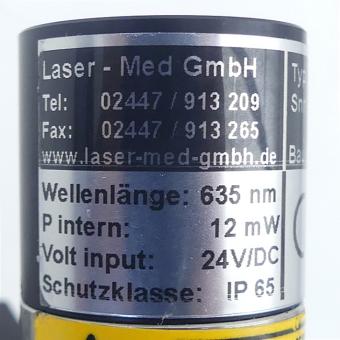 Laser - Med GmbH
Tel: 02447 / 913 209
Fax: 02447 / 913 265
www.laser-med-gmbh.de
Wellenlänge: 635 nm
P intern: 12 mW
Volt input: 24V/DC
Schutzklasse: IP 65